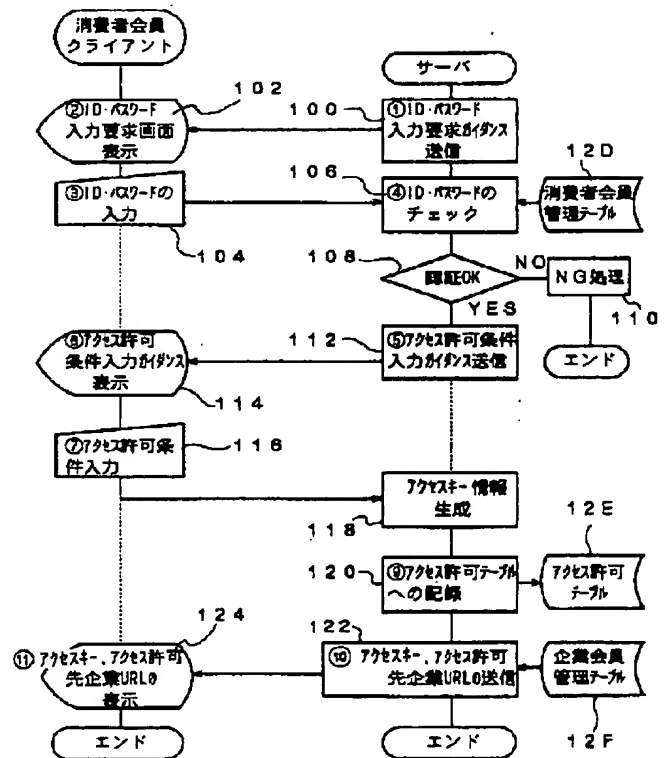 消費者会員
クライアント
サーバ
102
②ID・パスワード
入力要求画面
表示
100
①ID・パスワード
入力要求ガイダンス
送信
③ID・パスワードの
入力
104
106
④ID・パスワードの
チェック
12D
消費者会員
管理テーブル
108
認証OK
NO
NG処理
110
YES
エンド
⑥アクセス許可
条件入力ガイダンス
表示
114
112
⑤アクセス許可条件
入力ガイダンス送信
⑦アクセス許可条
件入力
116
アクセスキー情報
生成
118
12E
120
⑨アクセス許可テーブル
への記録
アクセス許可
テーブル
124
⑪アクセスキー、アクセス許可
先企業URLの
表示
122
⑩アクセスキー、アクセス許可
先企業URLの送信
企業会員
管理テーブル
12F
エンド
エンド